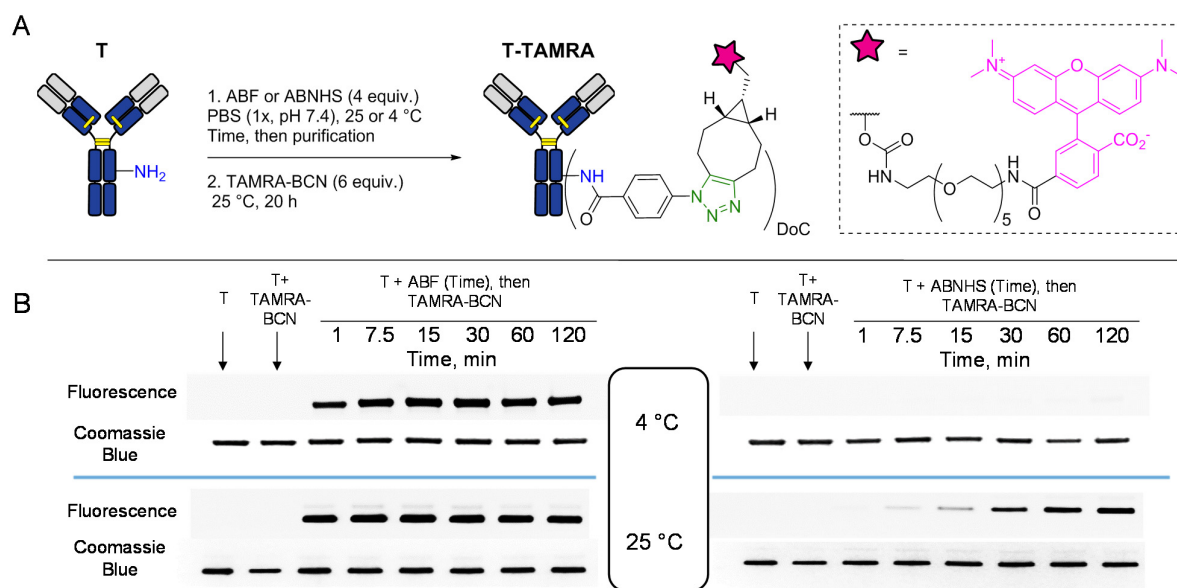 A
T
T-TAMRA
1. ABF or ABNHS (4 equiv.)
PBS (1x, pH 7.4), 25 or 4 °C
Time, then purification
2. TAMRA-BCN (6 equiv.)
25 °C, 20 h
NH2
NH
O
N
N
N
H
H
DoC
=
N+
O
N
CO2-
O
O
HN
O
5
H
N
O
B
T
T+
TAMRA-
BCN
T + ABF (Time), then
TAMRA-BCN
1 7.5 15 30 60 120
Time, min
T
T+
TAMRA-
BCN
T + ABNHS (Time), then
TAMRA-BCN
1 7.5 15 30 60 120
Time, min
Fluorescence
Coomassie
Blue
4 °C
Fluorescence
Coomassie
Blue
25 °C